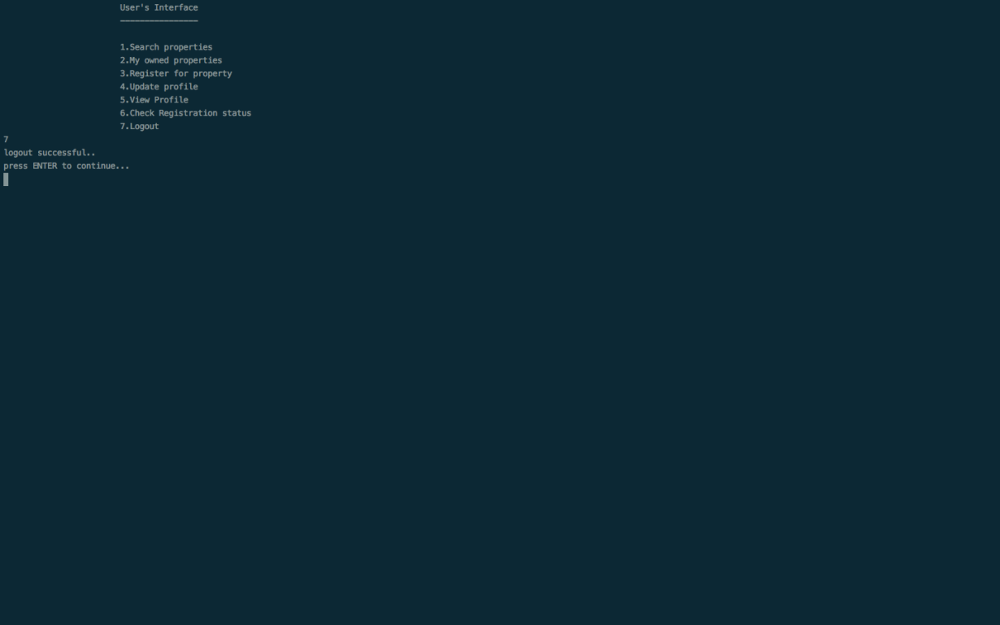 User's Interface
________________
1.Search properties
2.My owned properties
3.Register for property
4.Update profile
5.View Profile
6.Check Registration status
7.Logout
7
logout successful..
press ENTER to continue...